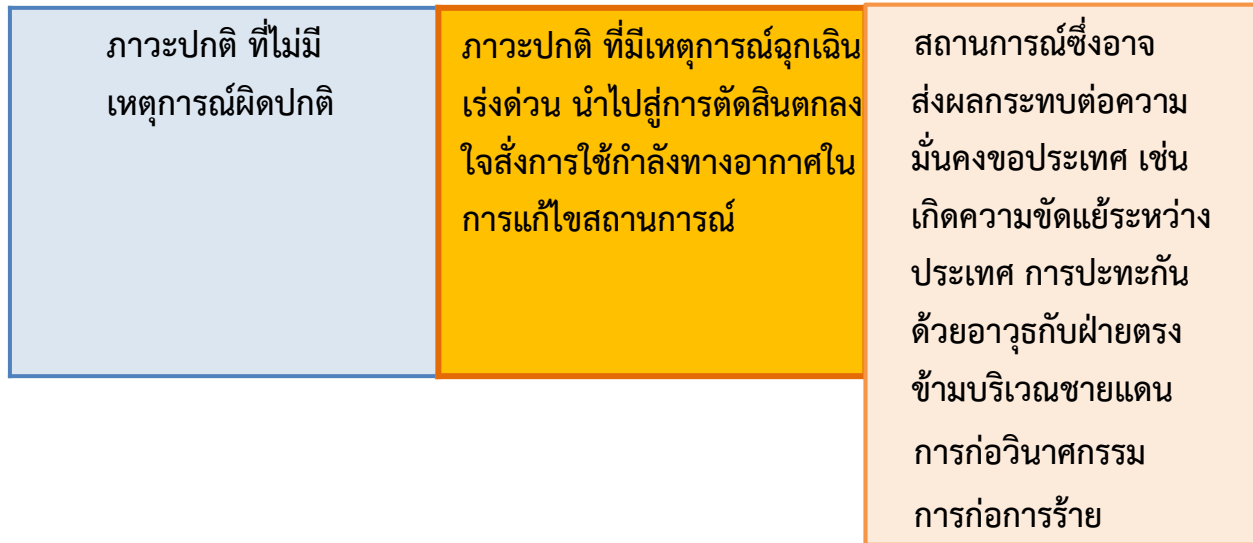 ภาวะปกติ ที่ไม่มี
เหตุการณ์ผิดปกติ
ภาวะปกติ ที่มีเหตุการณ์ฉุกเฉิน
เร่งด่วน นำไปสู่การตัดสินตกลง
ใจสั่งการใช้กำลังทางอากาศใน
การแก้ไขสถานการณ์
สถานการณ์ซึ่งอาจ
ส่งผลกระทบต่อความ
มั่นคงขอประเทศ เช่น
เกิดความขัดแย้ระหว่าง
ประเทศ การปะทะกัน
ด้วยอาวุธกับฝ่ายตรง
ข้ามบริเวณชายแดน
การก่อวินาศกรรม
การก่อการร้าย